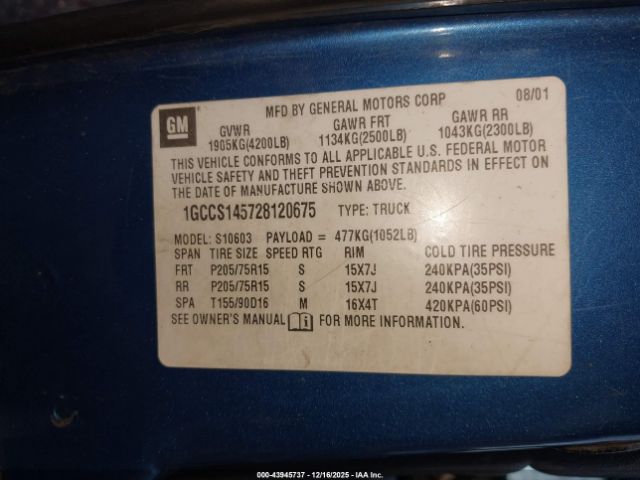 MFD BY GENERAL MOTORS CORP 08/01
GM
GVWR GAWR FRT GAWR RR
1905KG(4200LB) 1134KG(2500LB) 1043KG(2300LB)
THIS VEHICLE CONFORMS TO ALL APPLICABLE U.S. FEDERAL MOTOR
VEHICLE SAFETY AND THEFT PREVENTION STANDARDS IN EFFECT ON
THE DATE OF MANUFACTURE SHOWN ABOVE.
1GCCS145728120675 TYPE: TRUCK
MODEL: S10603 PAYLOAD = 477KG(1052LB)
SPAN TIRE SIZE SPEED RTG RIM COLD TIRE PRESSURE
FRT P205/75R15 S 15X7J 240KPA(35PSI)
RR P205/75R15 S 15X7J 240KPA(35PSI)
SPA T155/90D16 M 16X4T 420KPA(60PSI)
SEE OWNER'S MANUAL i FOR MORE INFORMATION.
000-43945737 - 12/16/2025 - IAA Inc.